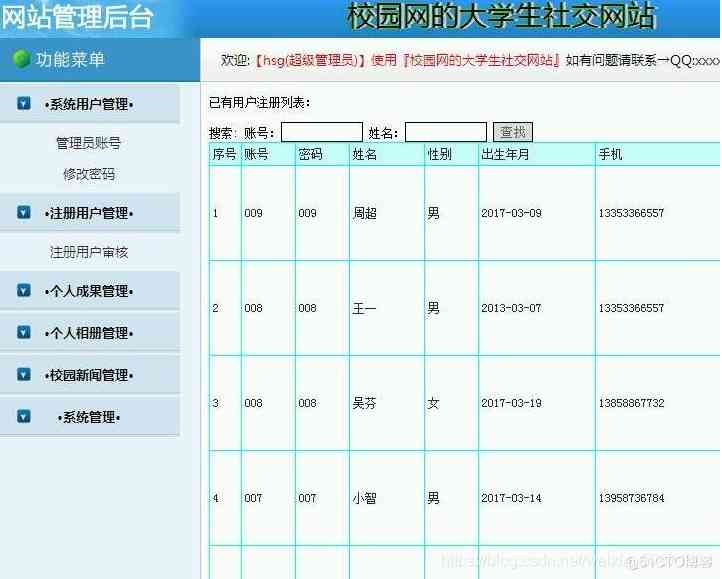 网站管理后台
校园网的大学生社交网站
功能菜单
欢迎:【hsg(超级管理员)】使用『校园网的大学生社交网站』如有问题请联系→QQ:xxxx
•系统用户管理•
管理员账号
修改密码
•注册用户管理•
注册用户审核
•个人成果管理•
•个人相册管理•
•校园新闻管理•
•系统管理•
已有用户注册列表:
搜索: 账号: 姓名: 查找
序号 账号 密码 姓名 性别 出生年月 手机
1 009 009 周超 男 2017-03-09 13353366557
2 008 008 王一 男 2013-03-07 13353366557
3 008 008 吴芬 女 2017-03-19 13858867732
4 007 007 小智 男 2017-03-14 13958736784
@51CTO博客